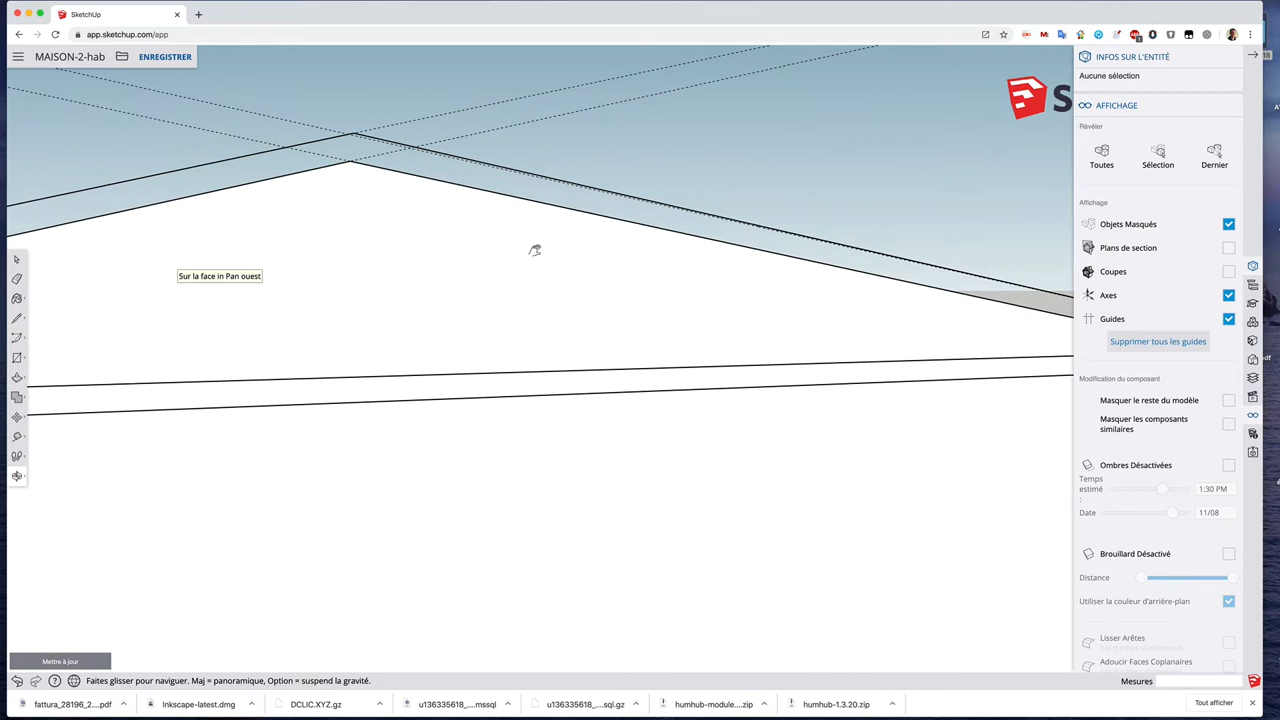 SketchUp
app.sketchup.com/app
MAISON-2-hab
ENREGISTRER
S
INFOS SUR L'ENTITÉ
Aucune sélection
AFFICHAGE
Révéler
Toutes
Sélection
Dernier
Affichage
Objets Masqués
Plans de section
Coupes
Axes
Guides
Supprimer tous les guides
Modification du composant
Masquer le reste du modèle
Masquer les composants
similaires
Ombres Désactivées
Temps
estimé
:
1:30 PM
Date
11/08
Brouillard Désactivé
Distance
Utiliser la couleur d'arrière-plan
Lisser Arêtes
Adoucir Faces Coplanaires
Sur la face in Pan ouest
Mettre à jour
Faites glisser pour naviguer. Maj = panoramique, Option = suspend la gravité.
Mesures
fattura_28196_2....pdf
Inkscape-latest.dmg
DCLIC.XYZ.gz
u136335618_....mssql
u136335618_....sql.gz
humhub-module....zip
humhub-1.3.20.zip
Tout afficher